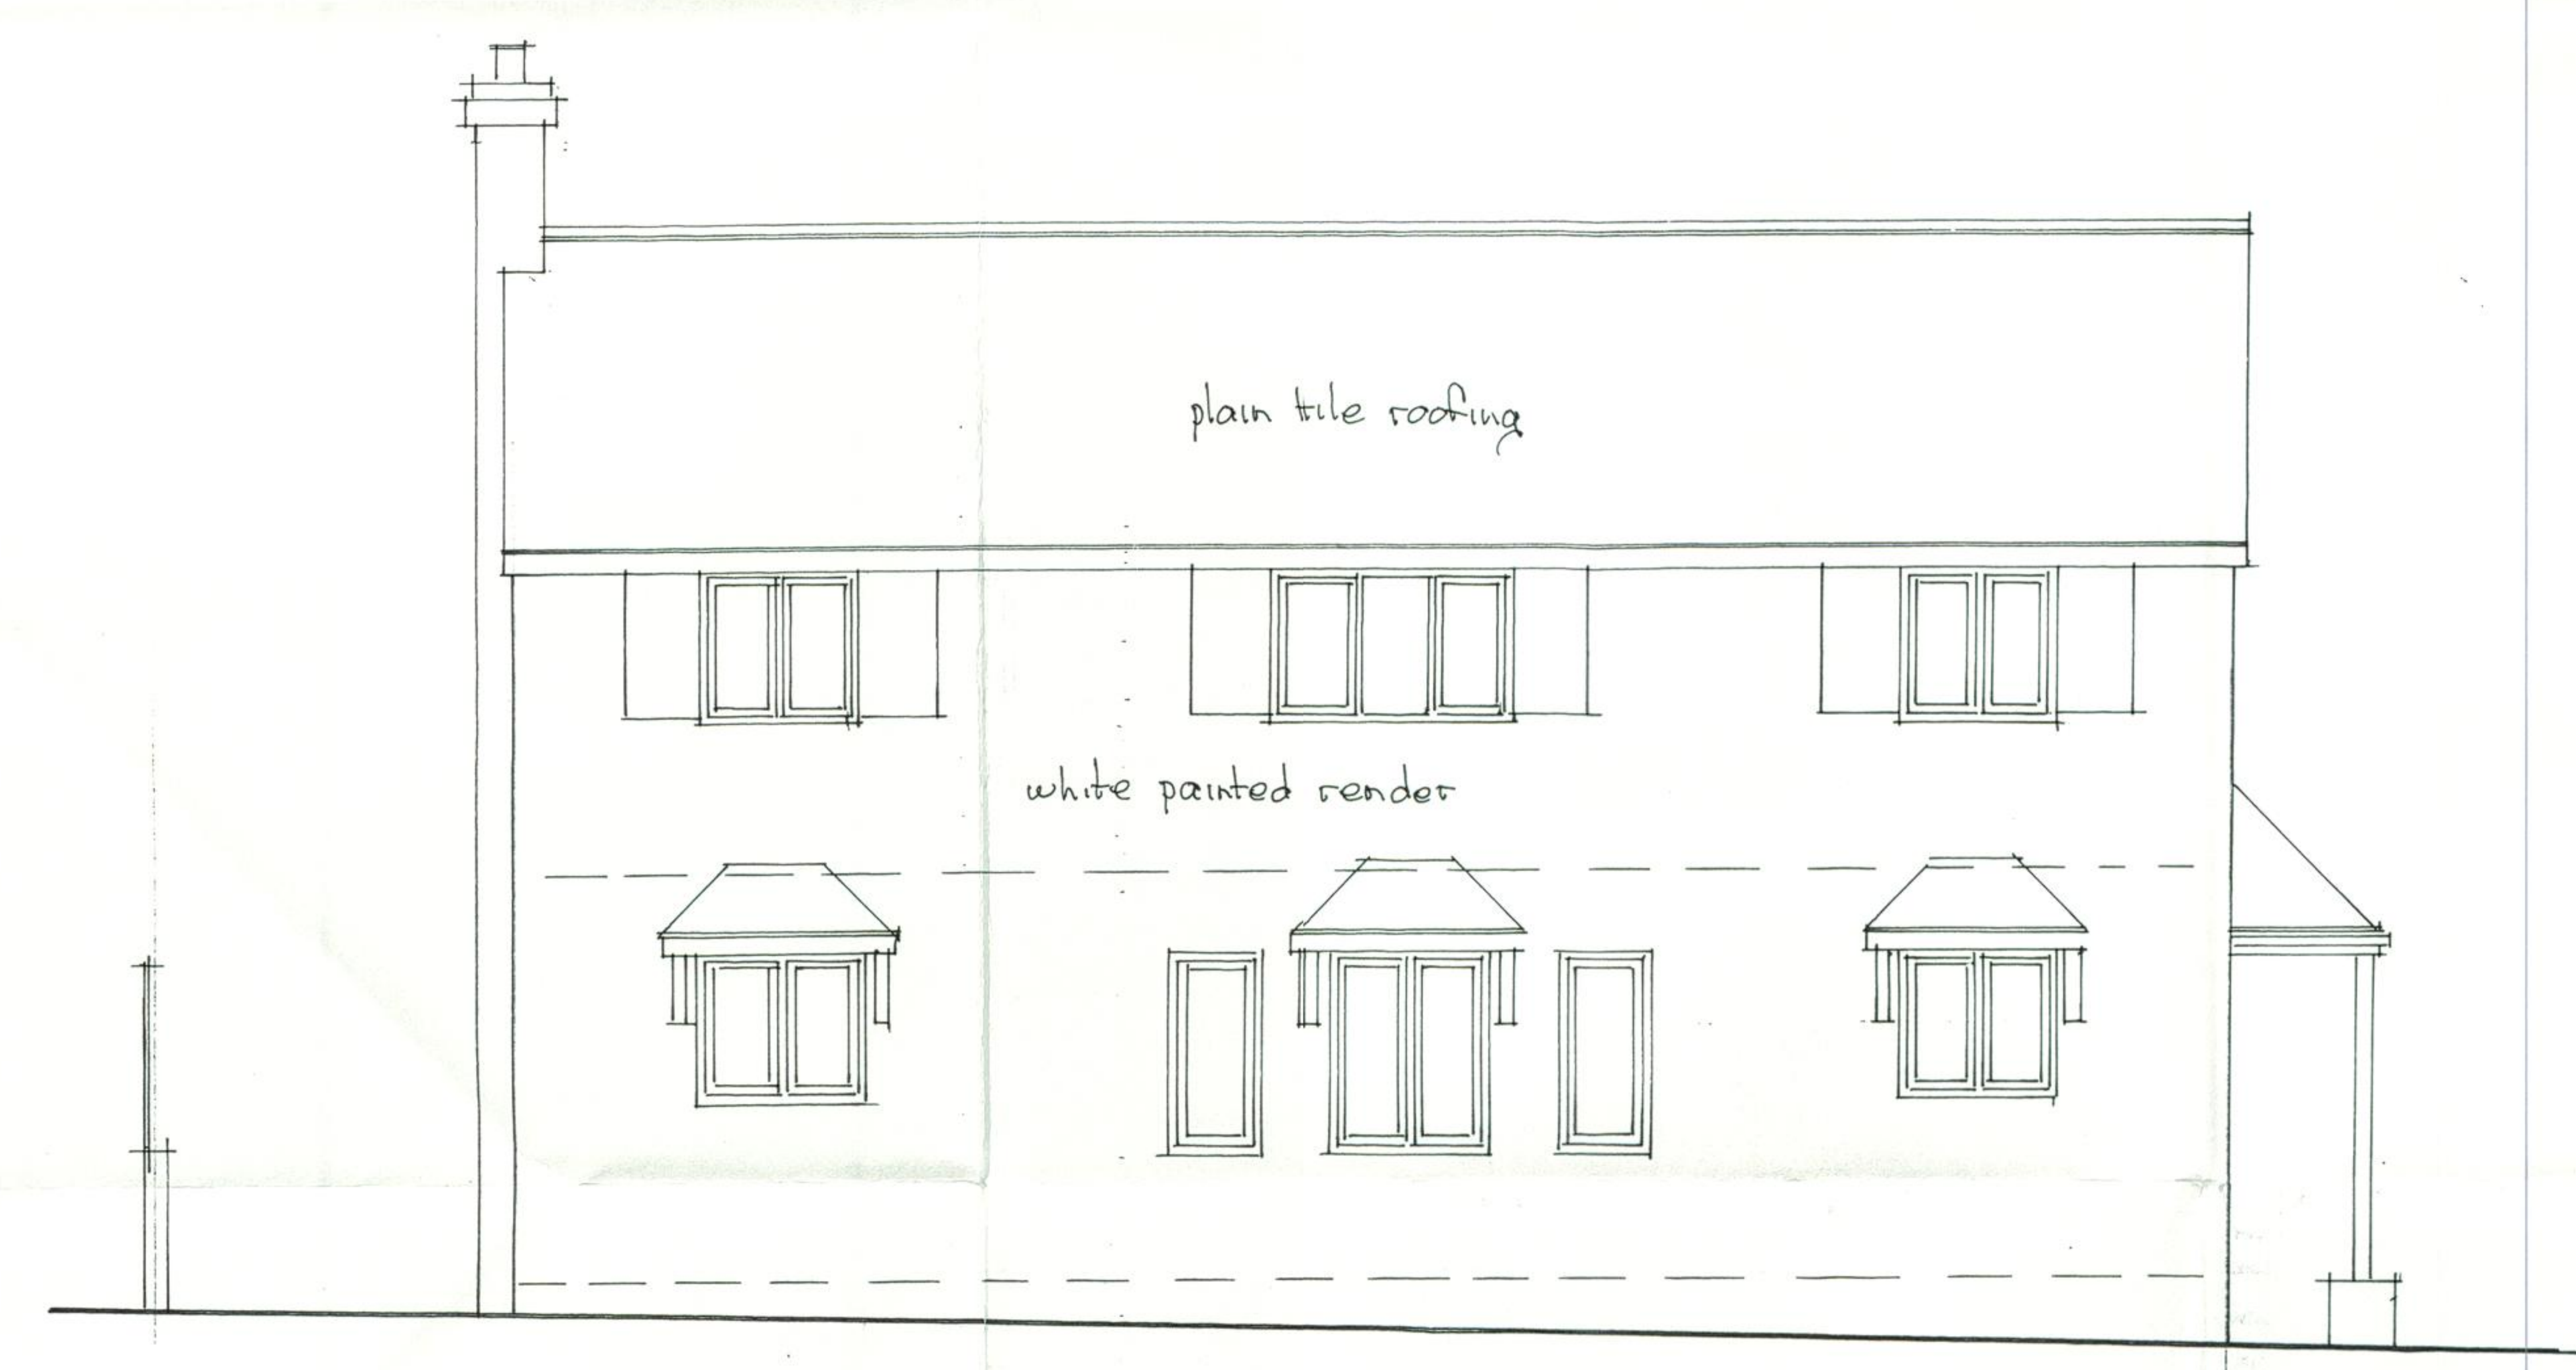 plain tile roofing
white painted render